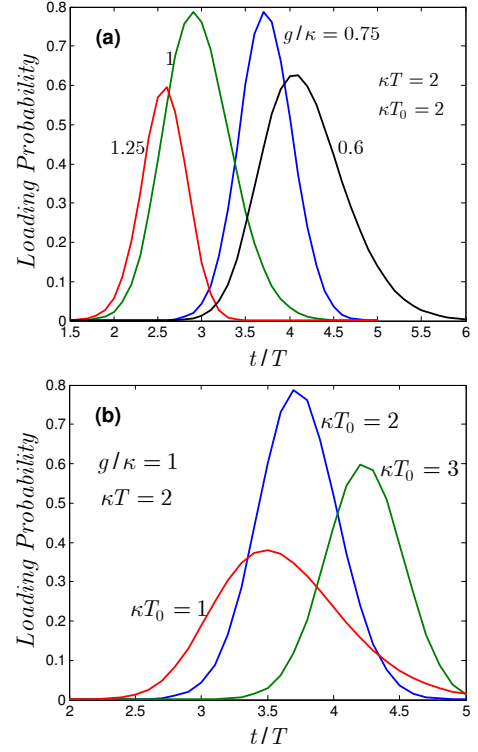 0.8
(a)
g/κ = 0.75
0.7
1
κT = 2
0.6
κT₀ = 2
0.5
1.25
0.6
0.4
Loading Probability
0.3
0.2
0.1
0
1.5 2 2.5 3 3.5 4 4.5 5 5.5 6
t/T
0.8
(b)
0.7
κT₀ = 2
0.6
g/κ = 1
κT₀ = 3
κT = 2
0.5
0.4
Loading Probability
0.3
κT₀ = 1
0.2
0.1
0
2 2.5 3 3.5 4 4.5 5
t/T